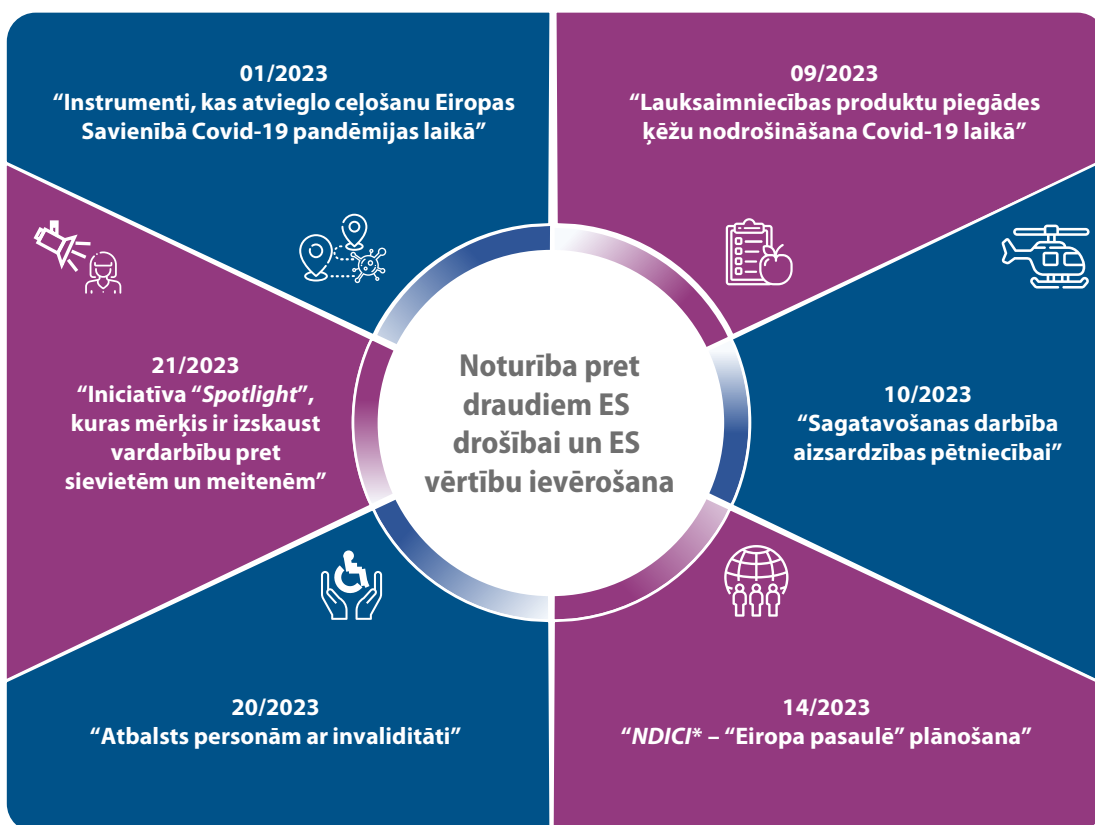 01/2023
“Instrumenti, kas atvieglo ceļošanu Eiropas
Savienībā Covid-19 pandēmijas laikā”
09/2023
“Lauksaimniecības produktu piegādes
ķēžu nodrošināšana Covid-19 laikā”
21/2023
“Iniciatīva “Spotlight”,
kuras mērķis ir izskaust
vardarbību pret
sievietēm un meitenēm”
Noturība pret
draudiem ES
drošībai un ES
vērtību ievērošana
10/2023
“Sagatavošanas darbība
aizsardzības pētniecībai”
20/2023
“Atbalsts personām ar invaliditāti”
14/2023
“NDICI* – “Eiropa pasaulē” plānošana”